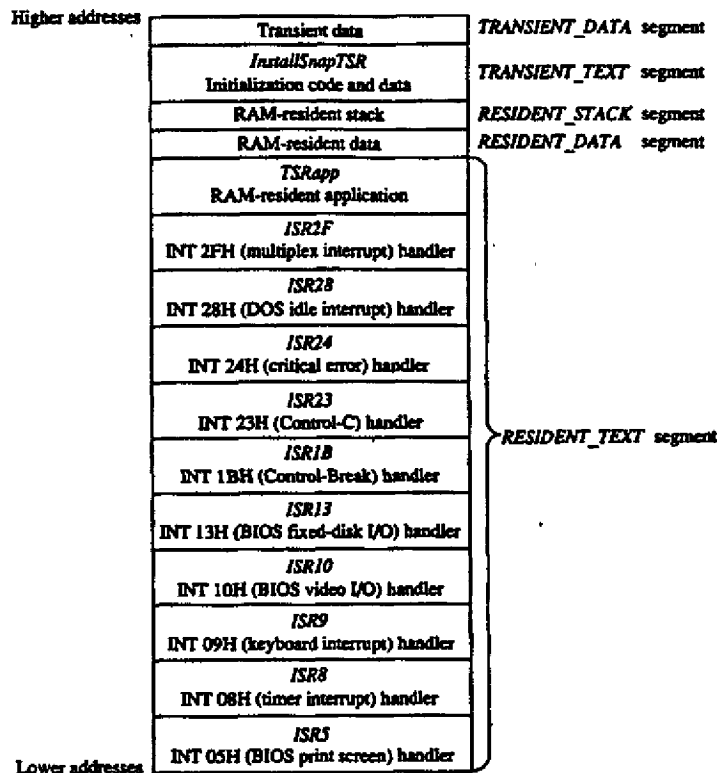 Higher addresses
Transient data
TRANSIENT_DATA segment
InstallSnapTSR
Initialization code and data
TRANSIENT_TEXT segment
RAM-resident stack
RESIDENT_STACK segment
RAM-resident data
RESIDENT_DATA segment
TSRapp
RAM-resident application
ISR2F
INT 2FH (multiplex interrupt) handler
ISR28
INT 28H (DOS idle interrupt) handler
ISR24
INT 24H (critical error) handler
ISR23
INT 23H (Control-C) handler
RESIDENT_TEXT segment
ISR1B
INT 1BH (Control-Break) handler
ISR13
INT 13H (BIOS fixed-disk I/O) handler
ISR10
INT 10H (BIOS video I/O) handler
ISR9
INT 09H (keyboard interrupt) handler
ISR8
INT 08H (timer interrupt) handler
ISR5
INT 05H (BIOS print screen) handler
Lower addresses